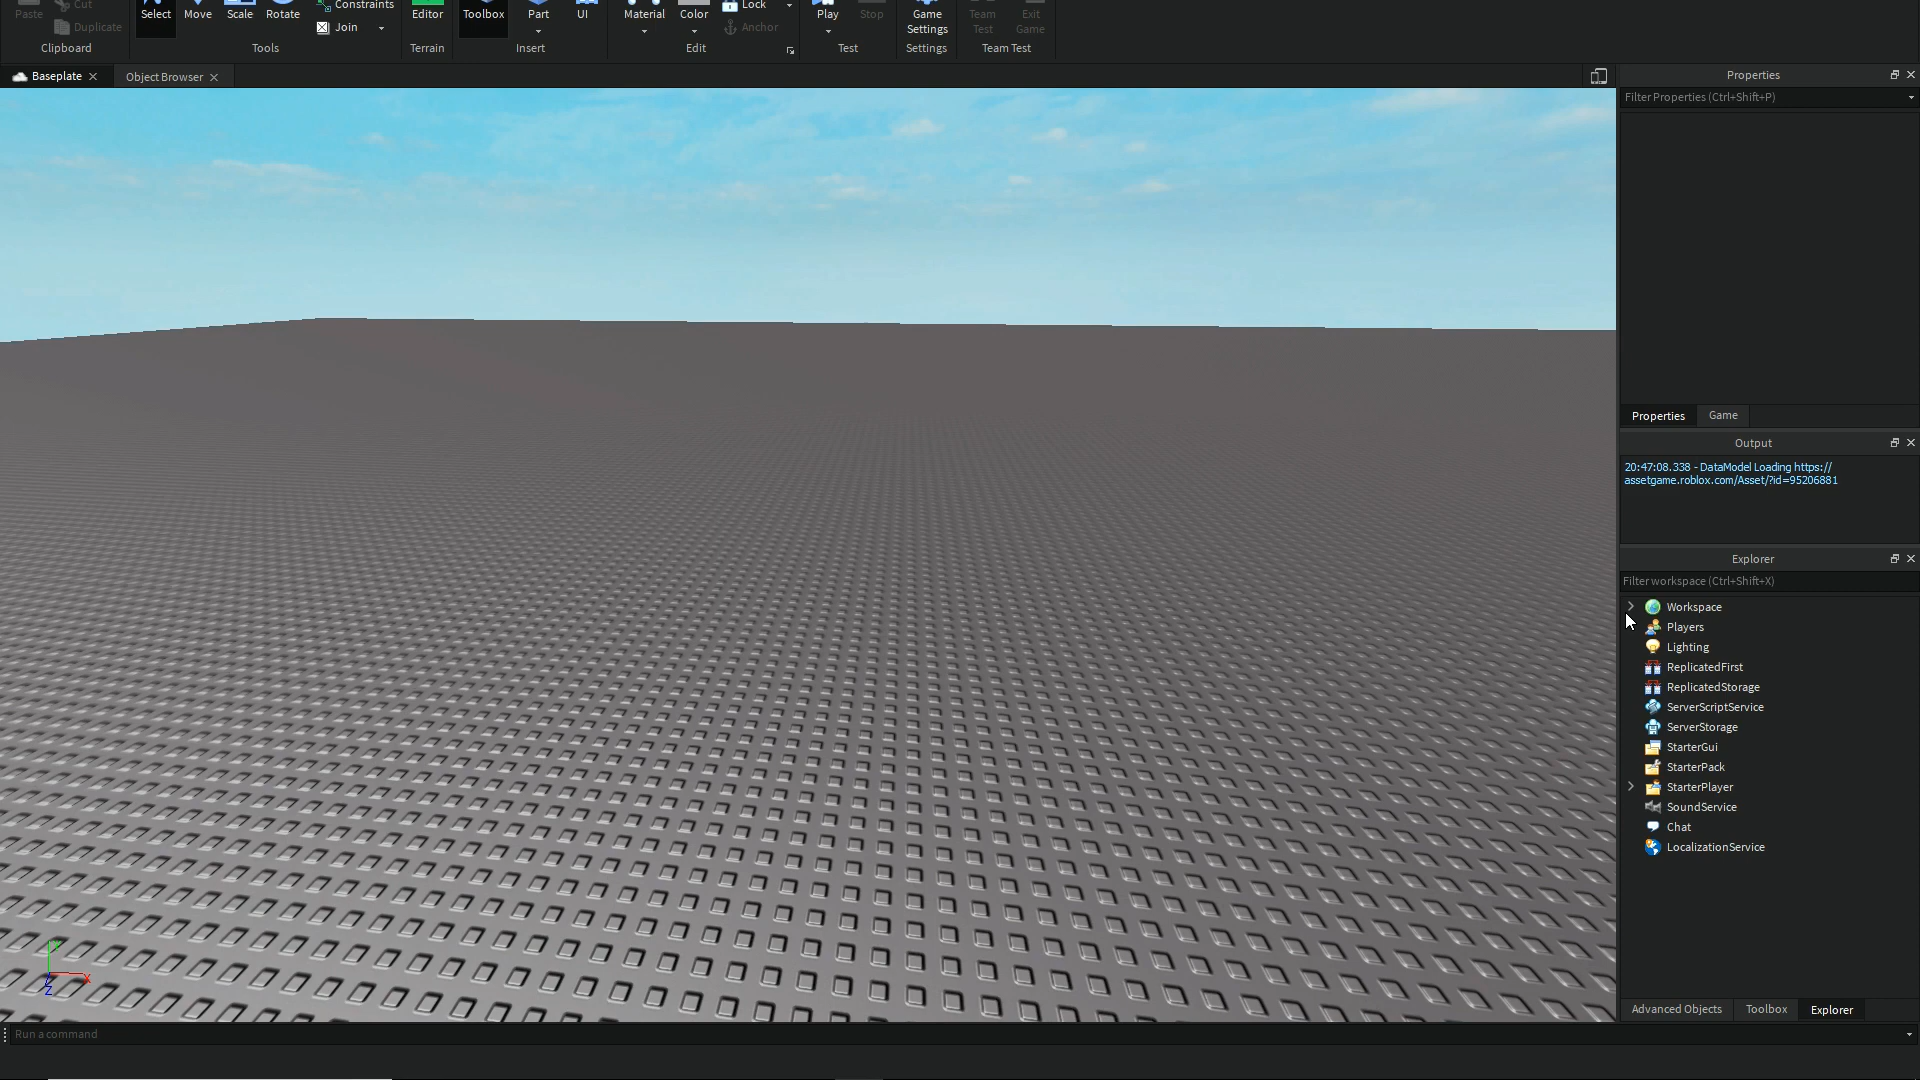 Paste
Cut
Duplicate
Clipboard
Select
Move
Scale
Rotate
Constraints
Join
Tools
Editor
Terrain
Toolbox
Part
UI
Insert
Material
Color
Lock
Anchor
Edit
Play
Stop
Test
Game
Settings
Settings
Team
Test
Exit
Game
Team Test
Baseplate
Object Browser
Properties
Filter Properties (Ctrl+Shift+P)
Properties
Game
Output
20:47:08.338 - DataModel Loading https://
assetgame.roblox.com/Asset/?id=95206881
Explorer
Filter workspace (Ctrl+Shift+X)
Workspace
Players
Lighting
ReplicatedFirst
ReplicatedStorage
ServerScriptService
ServerStorage
StarterGui
StarterPack
StarterPlayer
SoundService
Chat
LocalizationService
Advanced Objects
Toolbox
Explorer
Y
X
Z
Run a command